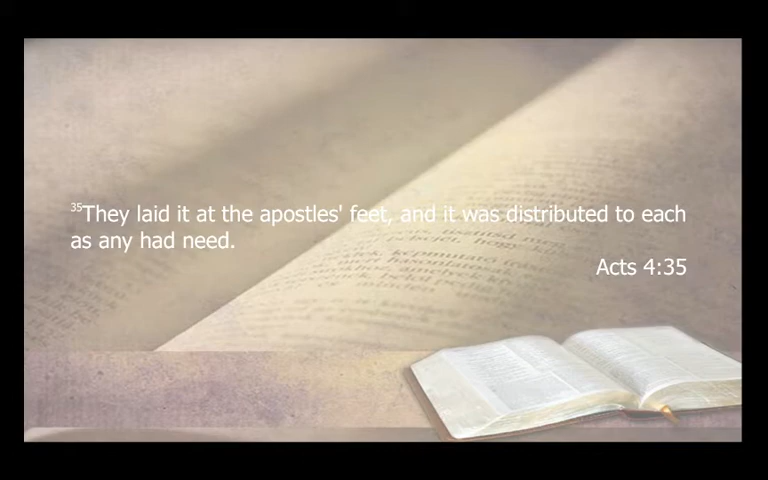 35They laid it at the apostles' feet, and it was distributed to each
as any had need.
Acts 4:35